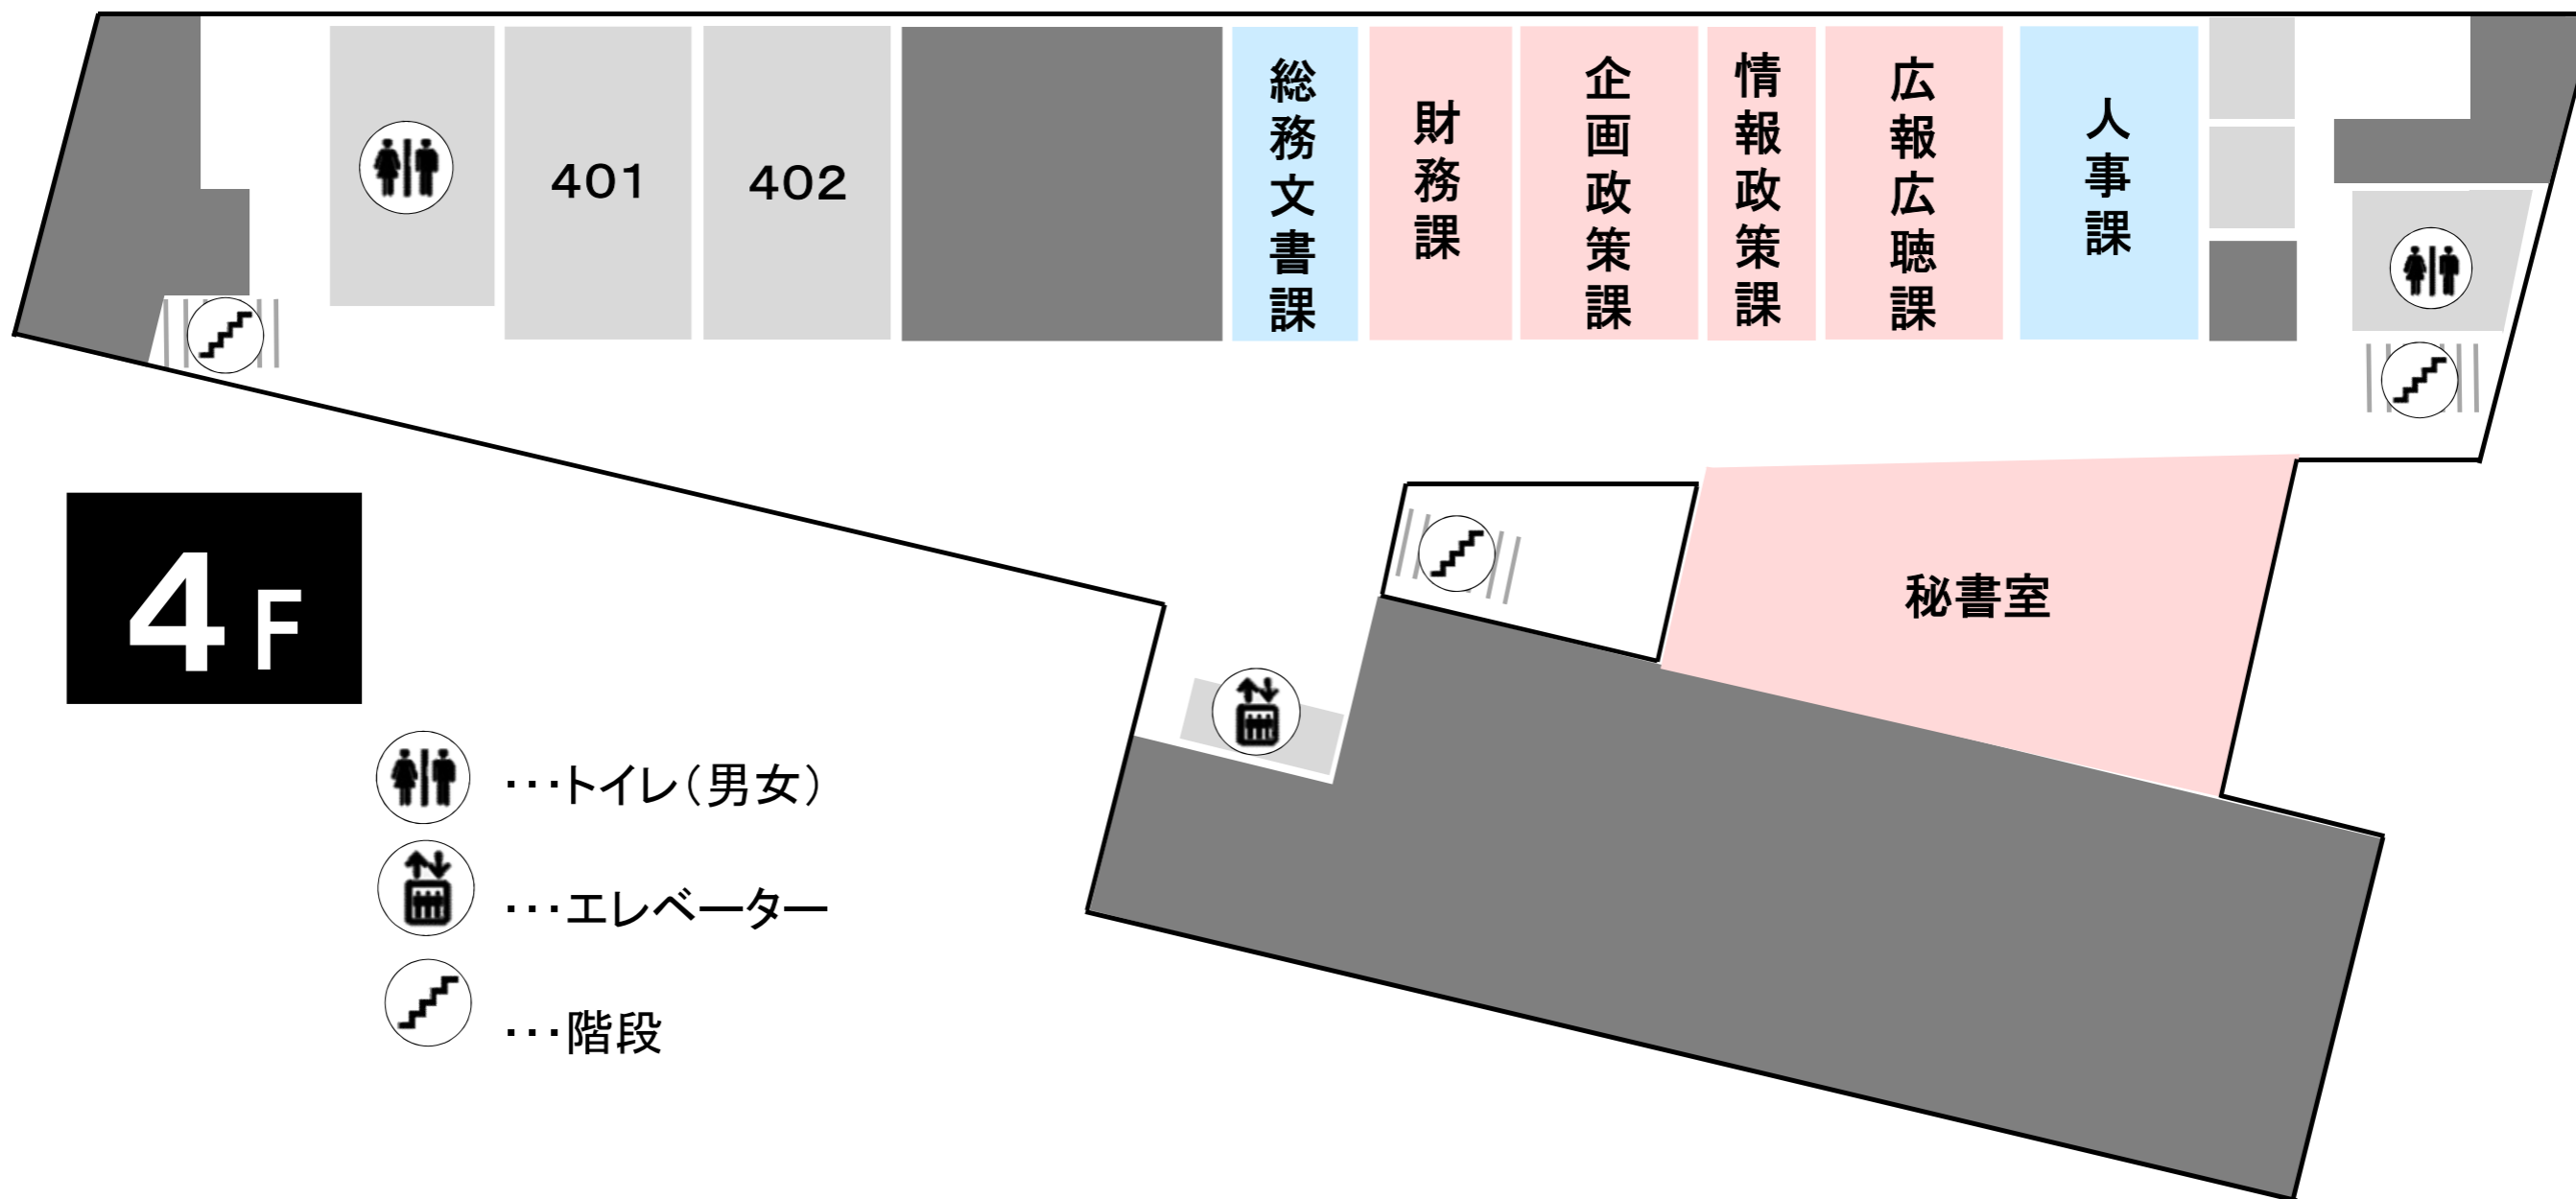 401
402
総務文書課
財務課
企画政策課
情報政策課
広報広聴課
人事課
秘書室
4F
･･･トイレ（男女）
･･･エレベーター
･･･階段